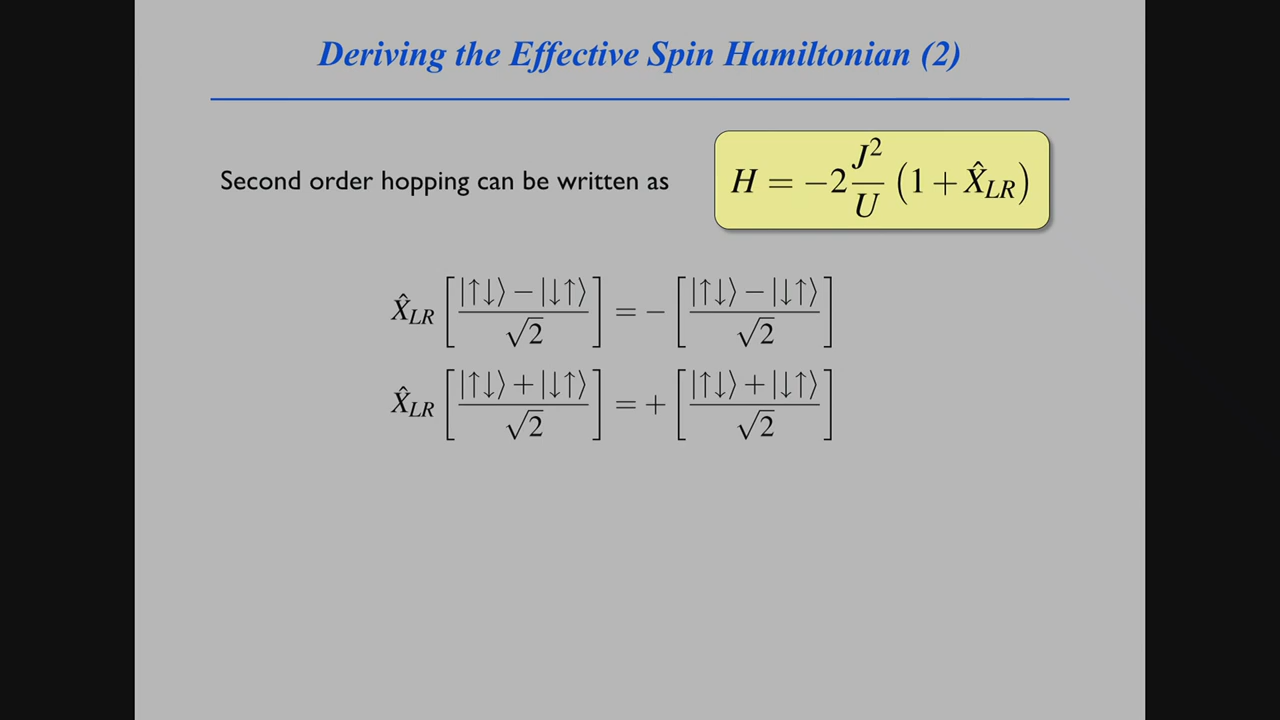 Deriving the Effective Spin Hamiltonian (2)
Second order hopping can be written as
H = −2 J²/U (1 + X̂_LR)
X̂_LR [ (|↑↓⟩ − |↓↑⟩)/√2 ] = − [ (|↑↓⟩ − |↓↑⟩)/√2 ]
X̂_LR [ (|↑↓⟩ + |↓↑⟩)/√2 ] = + [ (|↑↓⟩ + |↓↑⟩)/√2 ]